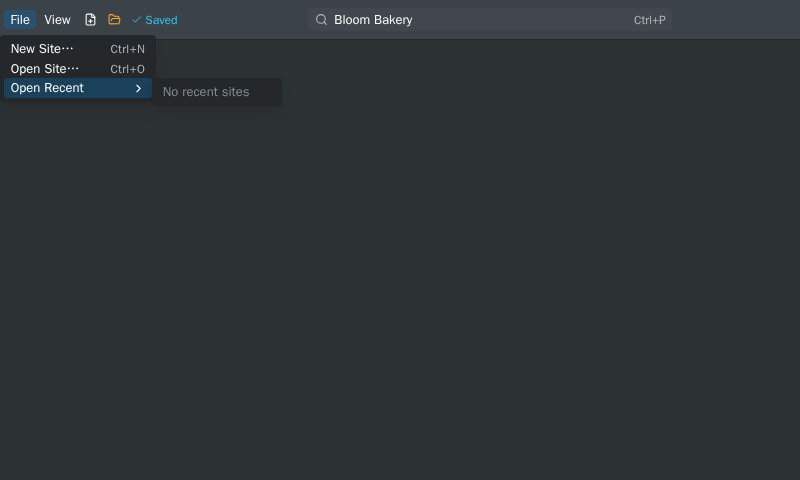 File View Saved Bloom Bakery Ctrl+P
New Site··· Ctrl+N
Open Site··· Ctrl+O
Open Recent
No recent sites